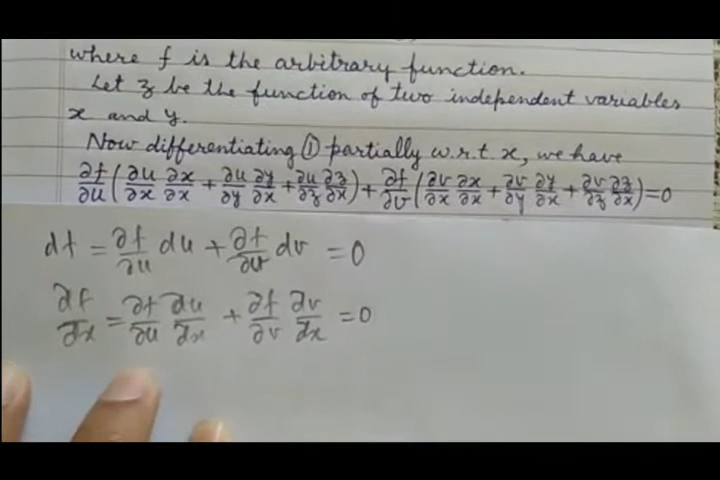 where f is the arbitrary function.
Let z be the function of two independent variables
x and y.
Now differentiating ① partially w.r.t. x, we have
∂f/∂u (∂u/∂x ∂x/∂x + ∂u/∂y ∂y/∂x + ∂u/∂z ∂z/∂x) + ∂f/∂v (∂v/∂x ∂x/∂x + ∂v/∂y ∂y/∂x + ∂v/∂z ∂z/∂x) = 0
df = ∂f/∂u du + ∂f/∂v dv = 0
∂f/∂x = ∂f/∂u ∂u/∂x + ∂f/∂v ∂v/∂x = 0